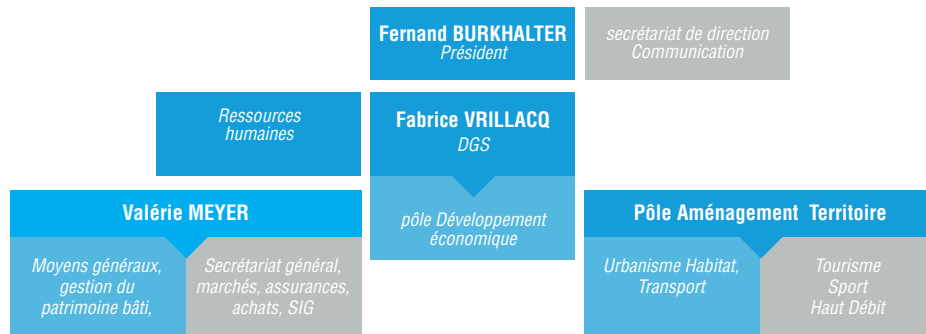 Fernand BURKHALTER
Président
secrétariat de direction
Communication
Ressources
humaines
Fabrice VRILLACQ
DGS
Valérie MEYER
pôle Développement
économique
Pôle Aménagement Territoire
Moyens généraux,
gestion du
patrimoine bâti,
Secrétariat général,
marchés, assurances,
achats, SIG
Urbanisme Habitat,
Transport
Tourisme
Sport
Haut Débit